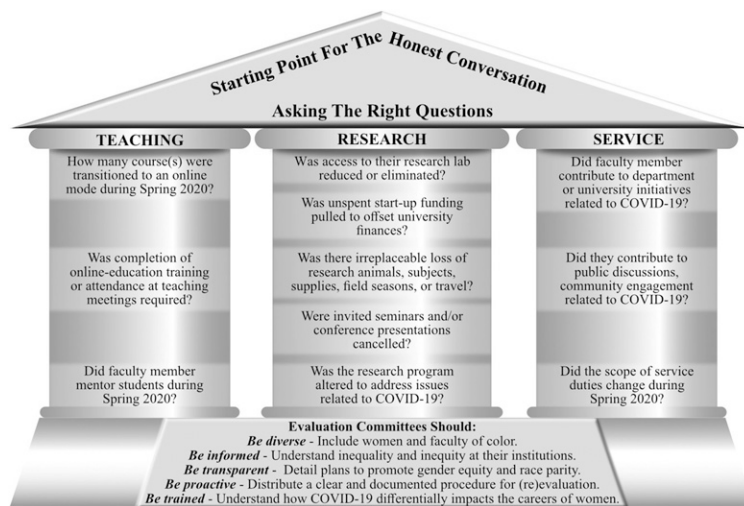 Starting Point For The Honest Conversation
Asking The Right Questions
TEACHING
How many course(s) were
transitioned to an online
mode during Spring 2020?
Was completion of
online-education training
or attendance at teaching
meetings required?
Did faculty member
mentor students during
Spring 2020?
RESEARCH
Was access to their research lab
reduced or eliminated?
Was unspent start-up funding
pulled to offset university
finances?
Was there irreplaceable loss of
research animals, subjects,
supplies, field seasons, or travel?
Were invited seminars and/or
conference presentations
cancelled?
Was the research program
altered to address issues
related to COVID-19?
SERVICE
Did faculty member
contribute to department
or university initiatives
related to COVID-19?
Did they contribute to
public discussions,
community engagement
related to COVID-19?
Did the scope of service
duties change during
Spring 2020?
Evaluation Committees Should:
Be diverse - Include women and faculty of color.
Be informed - Understand inequality and inequity at their institutions.
Be transparent - Detail plans to promote gender equity and race parity.
Be proactive - Distribute a clear and documented procedure for (re)evaluation.
Be trained - Understand how COVID-19 differentially impacts the careers of women.